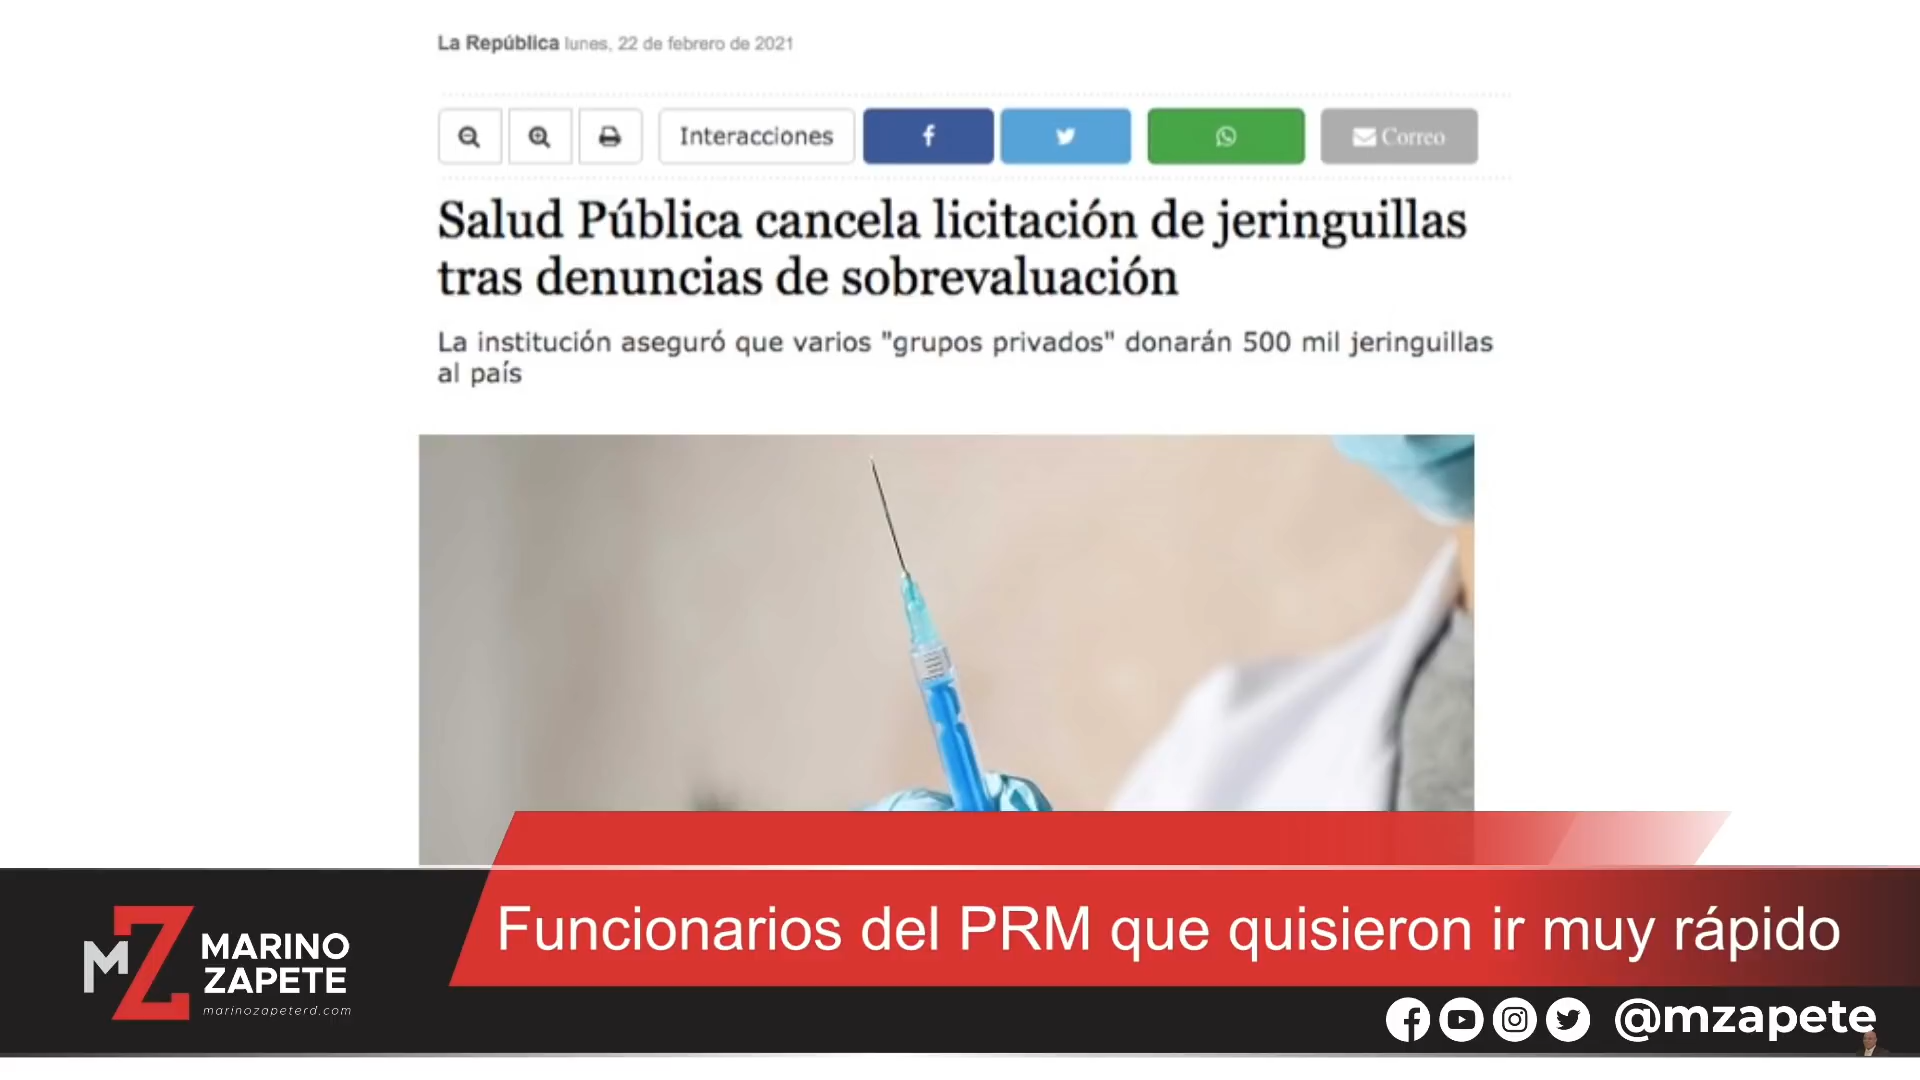 La República lunes, 22 de febrero de 2021
Interacciones
Correo
Salud Pública cancela licitación de jeringuillas
tras denuncias de sobrevaluación
La institución aseguró que varios "grupos privados" donarán 500 mil jeringuillas
al país
Funcionarios del PRM que quisieron ir muy rápido
MZ
MARINO
ZAPETE
marinozapeterd.com
@mzapete